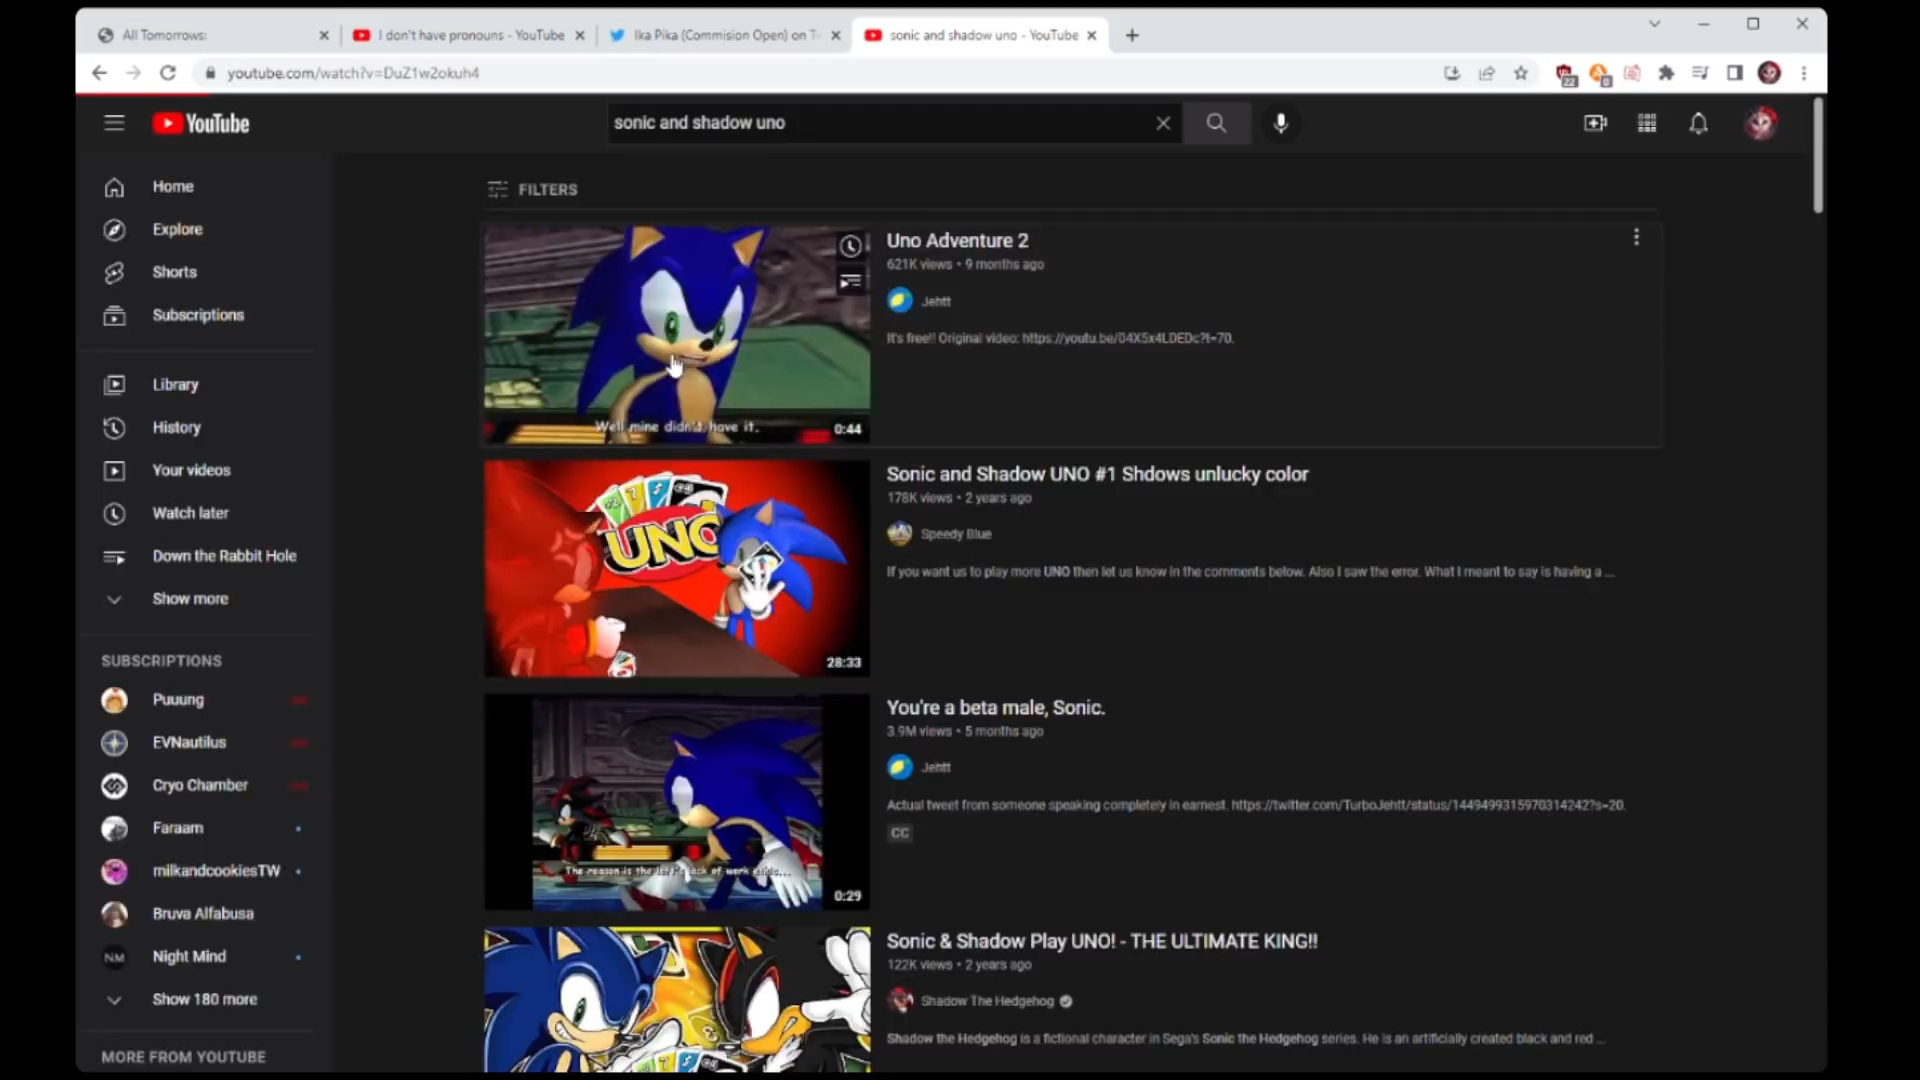 All Tomorrows:
I don't have pronouns - YouTube
Ika Pika (Commision Open) on T
sonic and shadow uno - YouTube
youtube.com/watch?v=DuZ1w2okuh4
YouTube
sonic and shadow uno
Home
Explore
Shorts
Subscriptions
Library
History
Your videos
Watch later
Down the Rabbit Hole
Show more
SUBSCRIPTIONS
Puuung
EVNautilus
Cryo Chamber
Faraam
milkandcookiesTW
Bruva Alfabusa
NM
Night Mind
Show 180 more
MORE FROM YOUTUBE
FILTERS
Well mine didn't have it.
0:44
Uno Adventure 2
621K views • 9 months ago
Jehtt
It's free!! Original video: https://youtu.be/04X5x4LDEDc?t=70.
UNO
28:33
Sonic and Shadow UNO #1 Shdows unlucky color
178K views • 2 years ago
Speedy Blue
If you want us to play more UNO then let us know in the comments below. Also I saw the error. What I meant to say is having a ...
0:29
You're a beta male, Sonic.
3.9M views • 5 months ago
Jehtt
Actual tweet from someone speaking completely in earnest. https://twitter.com/TurboJehtt/status/1449499315970314242?s=20.
CC
Sonic & Shadow Play UNO! - THE ULTIMATE KING!!
122K views • 2 years ago
Shadow The Hedgehog
Shadow the Hedgehog is a fictional character in Sega's Sonic the Hedgehog series. He is an artificially created black and red ...